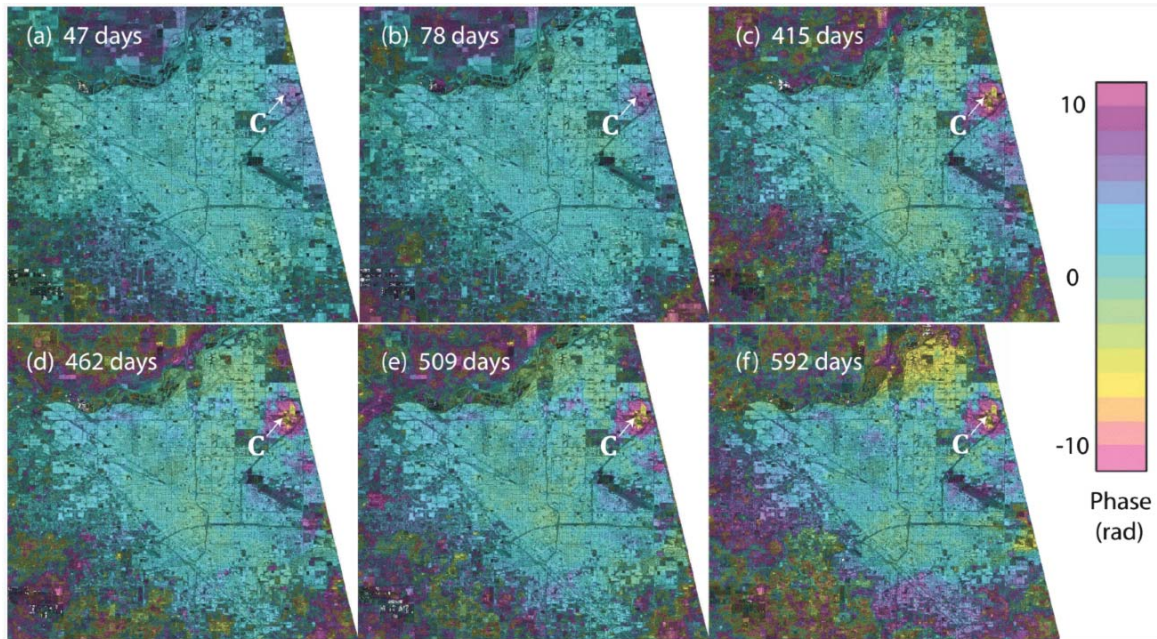 (a) 47 days
(b) 78 days
(c) 415 days
C
C
C
(d) 462 days
(e) 509 days
(f) 592 days
C
C
C
10
0
-10
Phase
(rad)